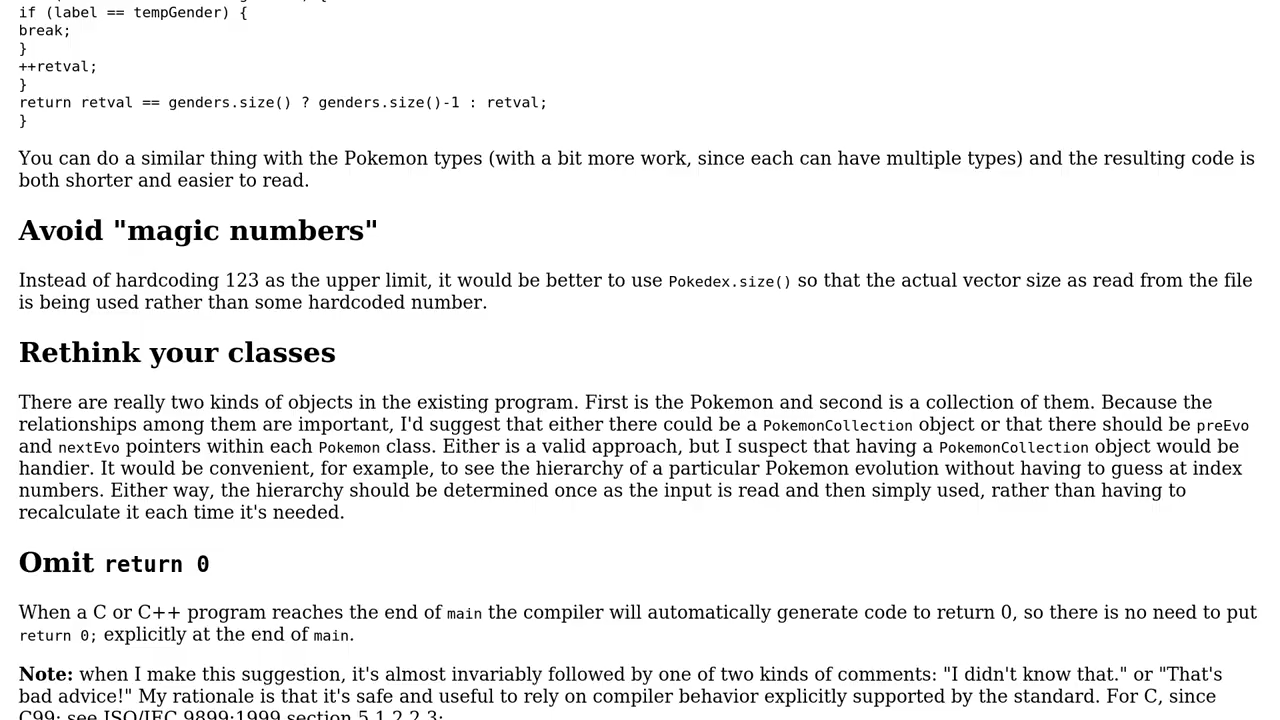 if (label == tempGender) {
break;
}
++retval;
}
return retval == genders.size() ? genders.size()-1 : retval;
}
You can do a similar thing with the Pokemon types (with a bit more work, since each can have multiple types) and the resulting code is
both shorter and easier to read.
Avoid "magic numbers"
Instead of hardcoding 123 as the upper limit, it would be better to use Pokedex.size() so that the actual vector size as read from the file
is being used rather than some hardcoded number.
Rethink your classes
There are really two kinds of objects in the existing program. First is the Pokemon and second is a collection of them. Because the
relationships among them are important, I'd suggest that either there could be a PokemonCollection object or that there should be preEvo
and nextEvo pointers within each Pokemon class. Either is a valid approach, but I suspect that having a PokemonCollection object would be
handier. It would be convenient, for example, to see the hierarchy of a particular Pokemon evolution without having to guess at index
numbers. Either way, the hierarchy should be determined once as the input is read and then simply used, rather than having to
recalculate it each time it's needed.
Omit return 0
When a C or C++ program reaches the end of main the compiler will automatically generate code to return 0, so there is no need to put
return 0; explicitly at the end of main.
Note: when I make this suggestion, it's almost invariably followed by one of two kinds of comments: "I didn't know that." or "That's
bad advice!" My rationale is that it's safe and useful to rely on compiler behavior explicitly supported by the standard. For C, since
C99; see ISO/IEC 9899:1999 section 5.1.2.2.3: